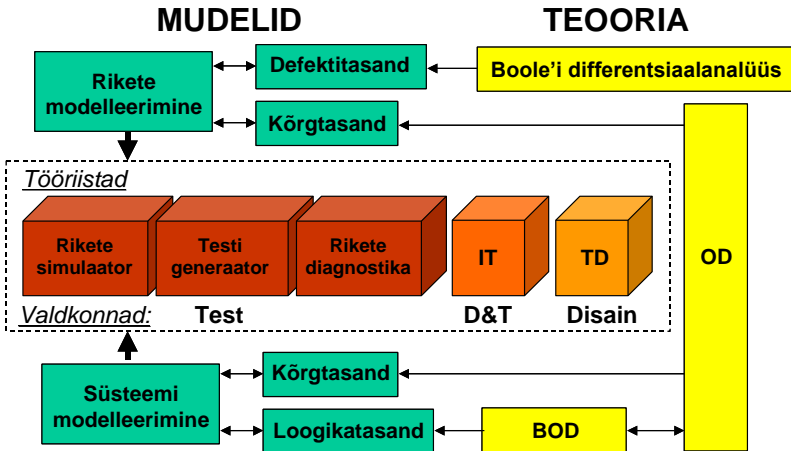 MUDELID
TEOORIA
Rikete
modelleerimine
Defektitasand
Boole'i differentsiaalanalüüs
Kõrgtasand
Tööriistad
Rikete
simulaator
Testi
generaator
Rikete
diagnostika
IT
TD
OD
Valdkonnad:
Test
D&T
Disain
Süsteemi
modelleerimine
Kõrgtasand
Loogikatasand
BOD